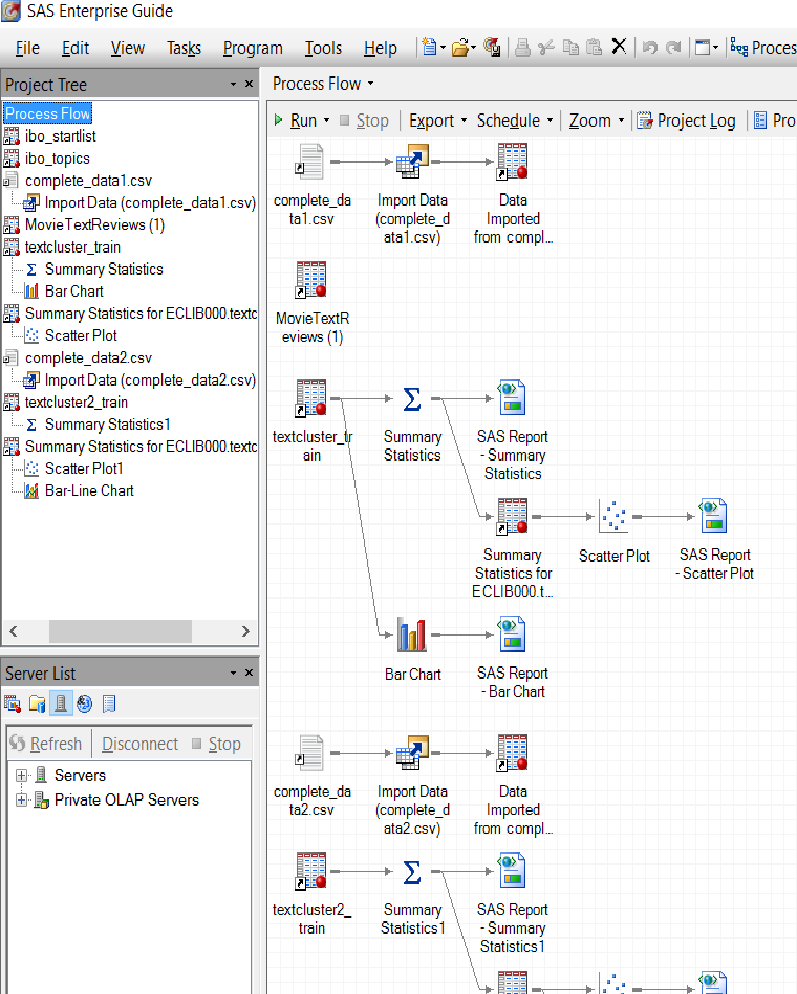 SAS Enterprise Guide
File Edit View Tasks Program Tools Help Proces
Project Tree
Process Flow
ibo_startlist
ibo_topics
complete_data1.csv
Import Data (complete_data1.csv)
MovieTextReviews (1)
textcluster_train
Summary Statistics
Bar Chart
Summary Statistics for ECLIB000.textc
Scatter Plot
complete_data2.csv
Import Data (complete_data2.csv)
textcluster2_train
Summary Statistics1
Summary Statistics for ECLIB000.textc
Scatter Plot1
Bar-Line Chart
Server List
Refresh Disconnect Stop
Servers
Private OLAP Servers
Process Flow
Run Stop Export Schedule Zoom Project Log Pro
complete_da
ta1.csv
Import Data
(complete_d
ata1.csv)
Data
Imported
from compl...
MovieTextR
eviews (1)
textcluster_tr
ain
Summary
Statistics
SAS Report
- Summary
Statistics
Summary
Statistics for
ECLIB000.t...
Scatter Plot
SAS Report
- Scatter Plot
Bar Chart
SAS Report
- Bar Chart
complete_da
ta2.csv
Import Data
(complete_d
ata2.csv)
Data
Imported
from compl...
textcluster2_
train
Summary
Statistics1
SAS Report
- Summary
Statistics1